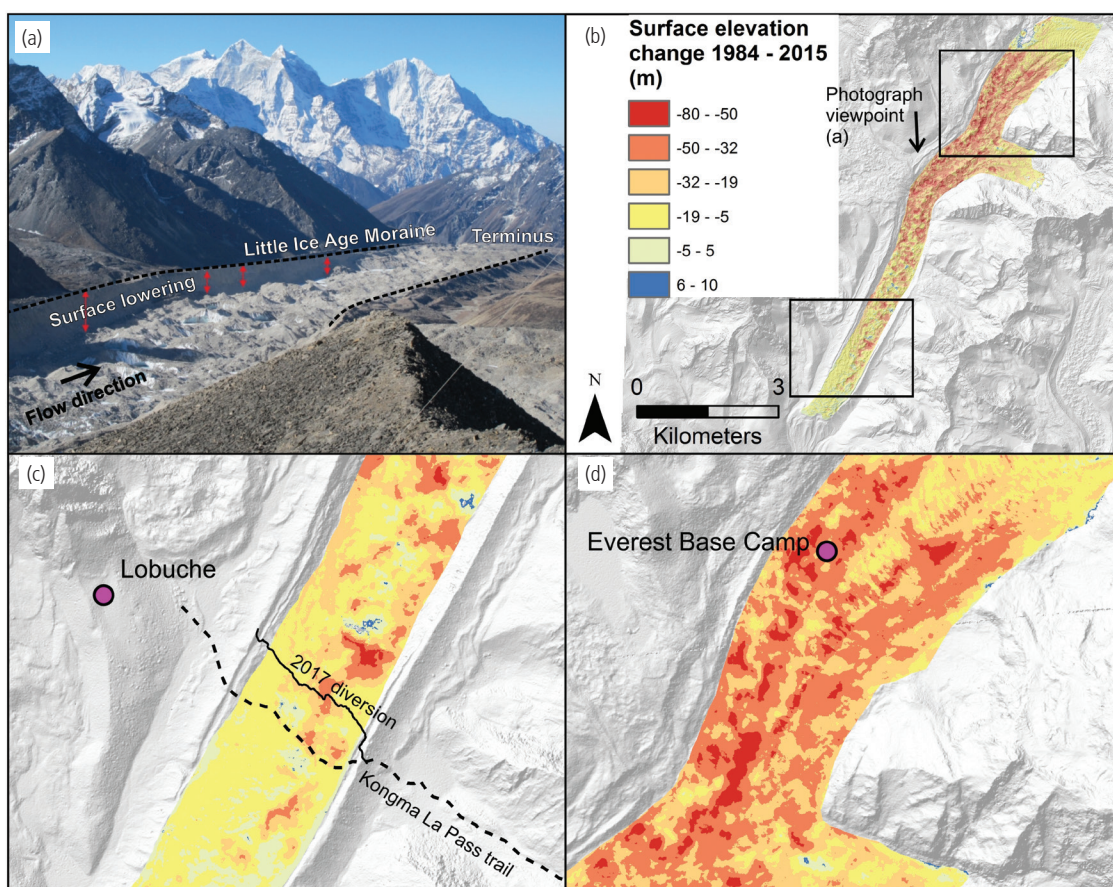 (a)
Little Ice Age Moraine
Terminus
Surface lowering
Flow direction
(b)
Surface elevation
change 1984 - 2015
(m)
-80 - -50
-50 - -32
-32 - -19
-19 - -5
-5 - 5
6 - 10
Photograph
viewpoint
(a)
N
0 3
Kilometers
(c)
Lobuche
2017 diversion
Kongma La Pass trail
(d)
Everest Base Camp